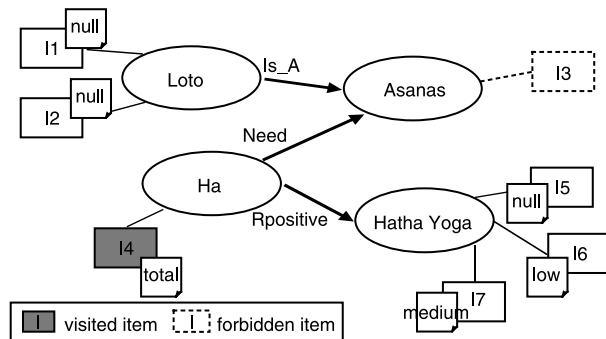 null
I1
Loto
Is_A
Asanas
I3
null
I2
Need
Ha
Rpositive
Hatha Yoga
I5
null
I4
total
I6
low
I7
medium
I visited item
I forbidden item